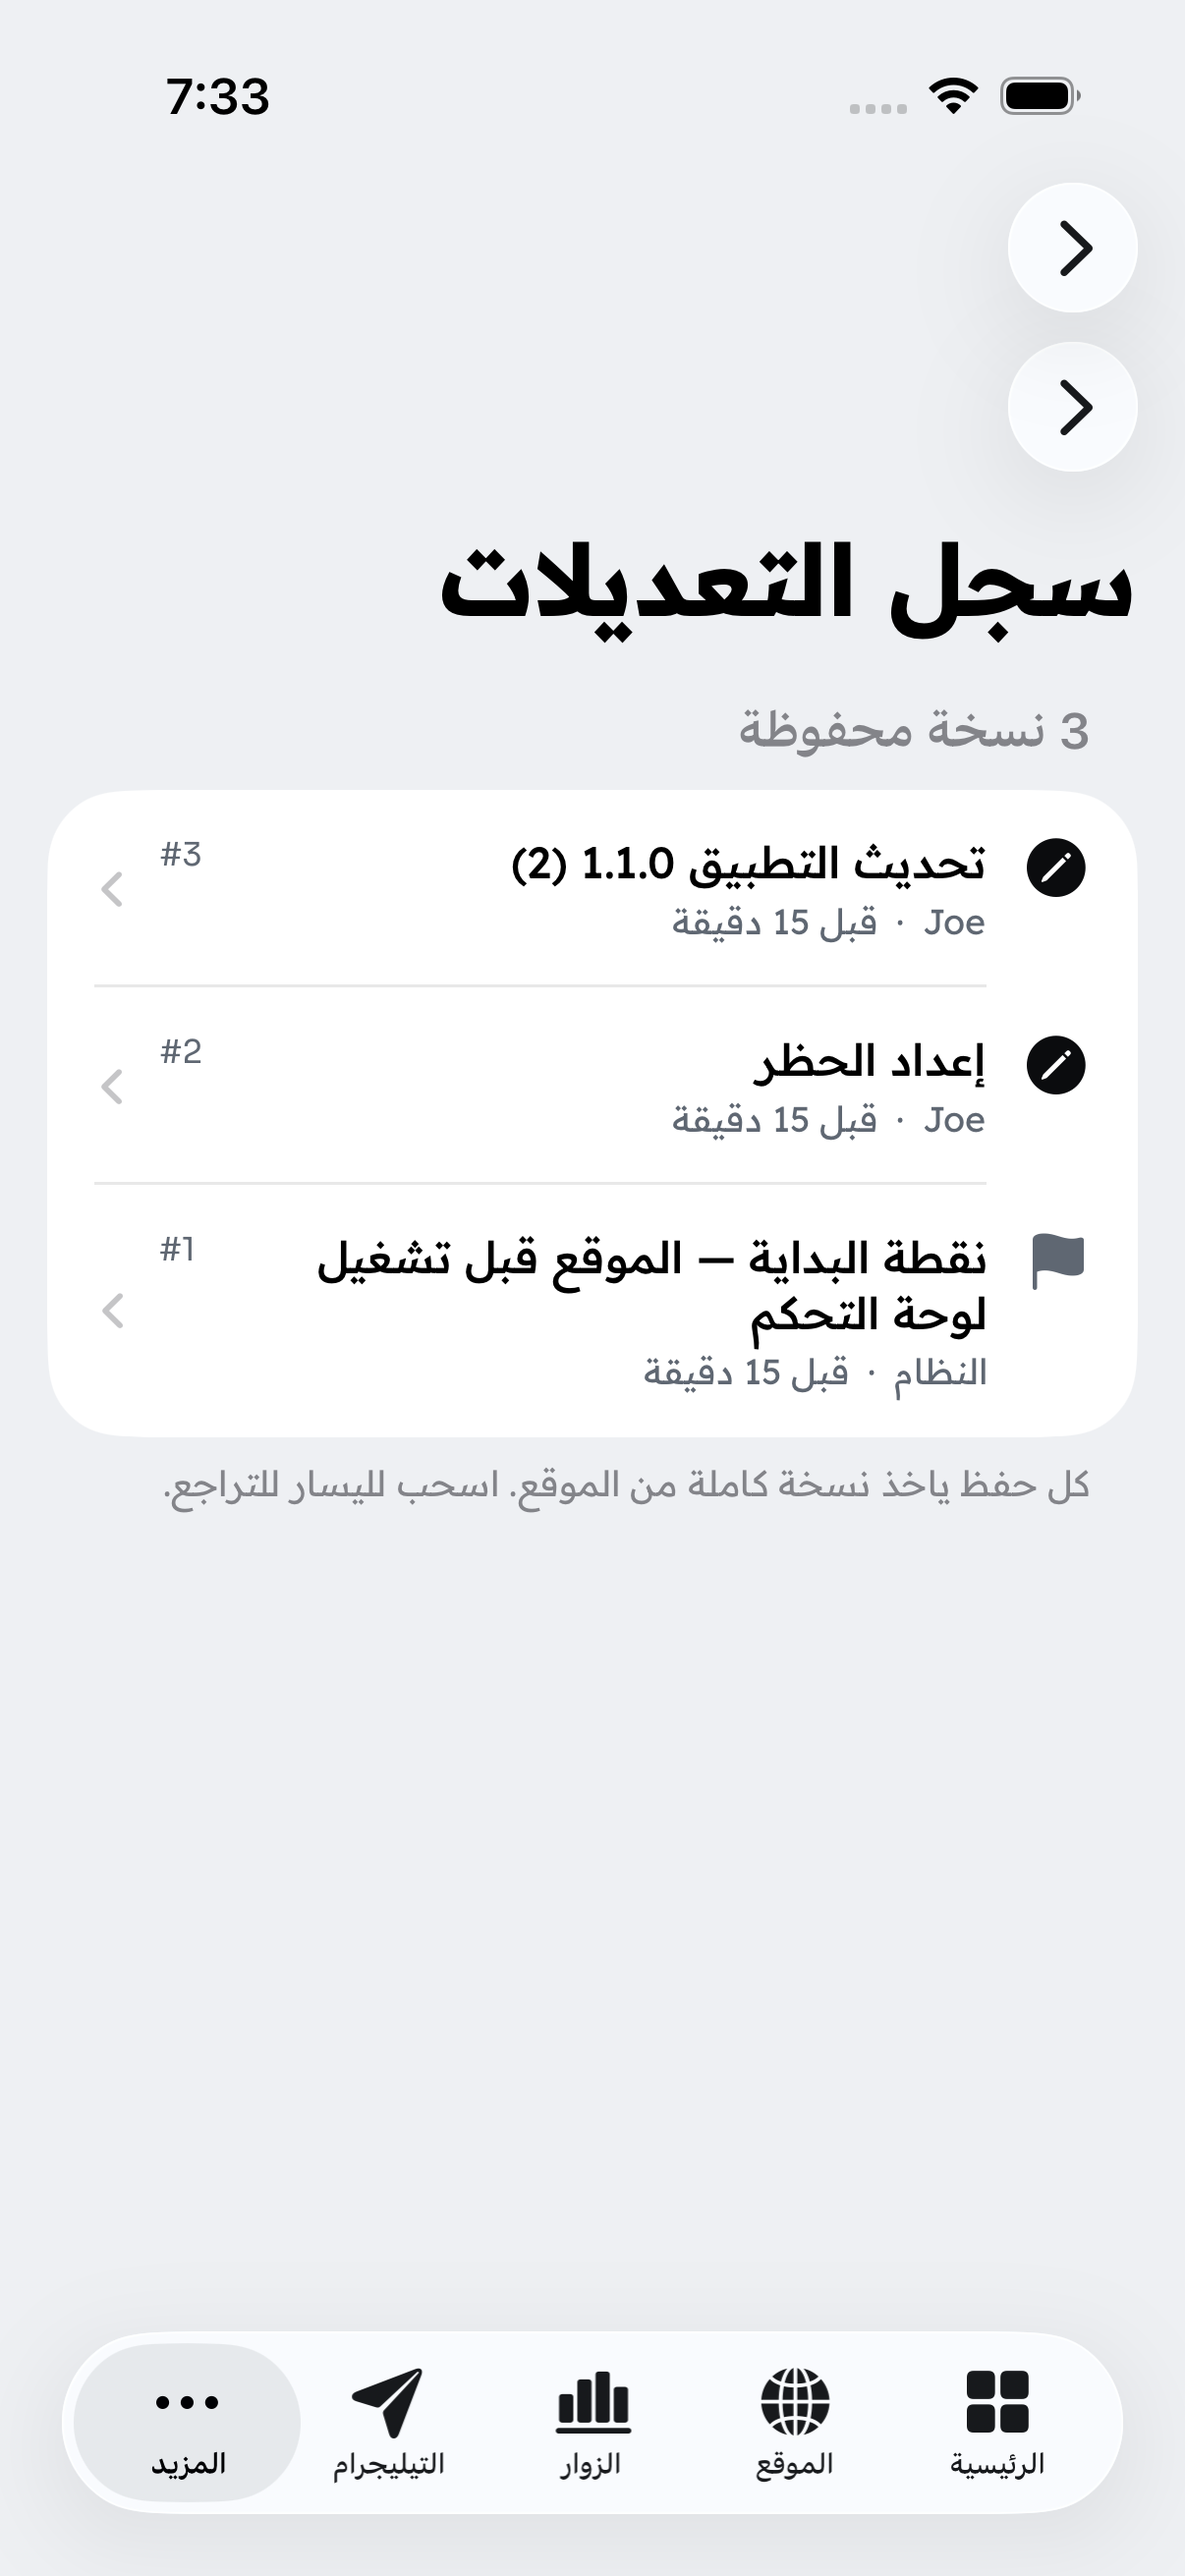 7:33
سجل التعديلات
3 نسخة محفوظة
تحديث التطبيق 1.1.0 (2)
#3
Joe · قبل 15 دقيقة
إعداد الحظر
#2
Joe · قبل 15 دقيقة
نقطة البداية — الموقع قبل تشغيل
#1
لوحة التحكم
النظام · قبل 15 دقيقة
كل حفظ ياخذ نسخة كاملة من الموقع. اسحب لليسار للتراجع.
الرئيسية
الموقع
الزوار
التيليجرام
المزيد